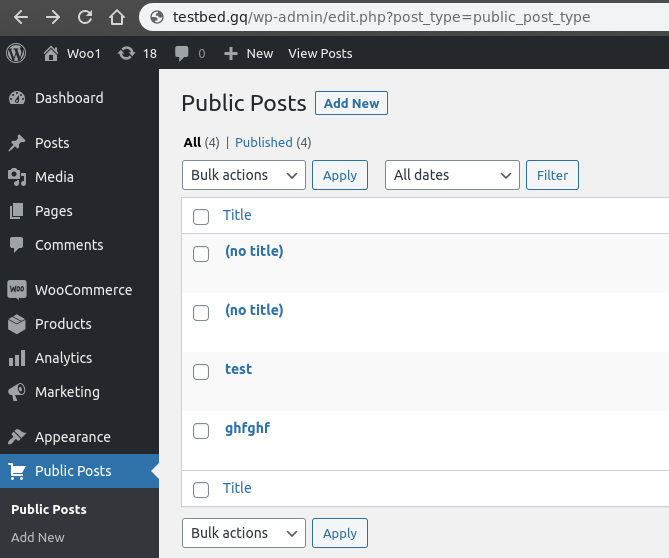 testbed.gq/wp-admin/edit.php?post_type=public_post_type
Woo1 18 0 New View Posts
Dashboard
Posts
Media
Pages
Comments
Woo WooCommerce
Products
Analytics
Marketing
Appearance
Public Posts
Public Posts
Add New
Public Posts Add New
All (4) | Published (4)
Bulk actions Apply All dates Filter
Title
(no title)
(no title)
test
ghfghf
Title
Bulk actions Apply